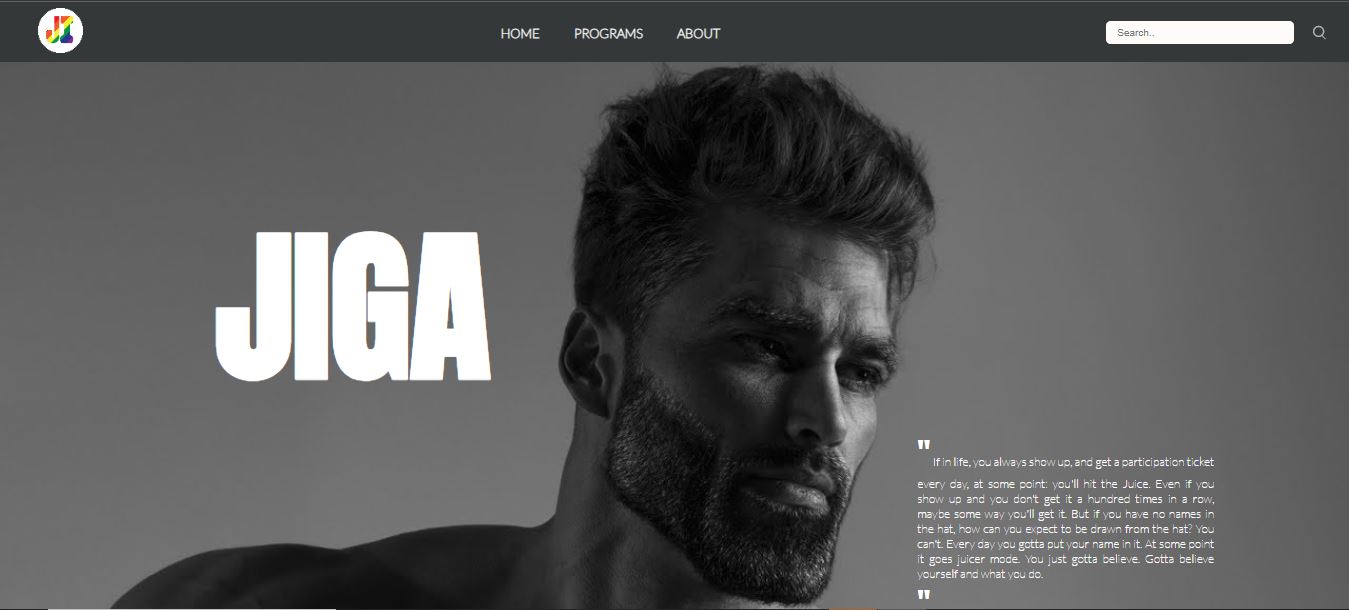 JI
HOME PROGRAMS ABOUT
Search..
JIGA
"
If in life, you always show up, and get a participation ticket
every day, at some point: you'll hit the Juice. Even if you
show up and you don't get it a hundred times in a row,
maybe some way you'll get it. But if you have no names in
the hat, how can you expect to be drawn from the hat? You
can't. Every day you gotta put your name in it. At some point
it goes juicer mode. You just gotta believe. Gotta believe
yourself and what you do.
"